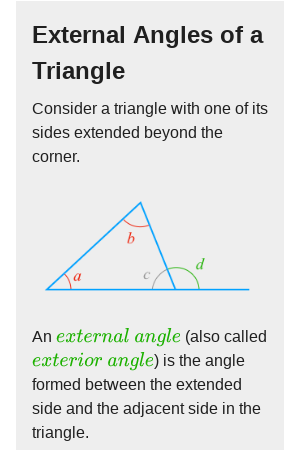 External Angles of a
Triangle
Consider a triangle with one of its
sides extended beyond the
corner.
b
a
c
d
An external angle (also called
exterior angle) is the angle
formed between the extended
side and the adjacent side in the
triangle.